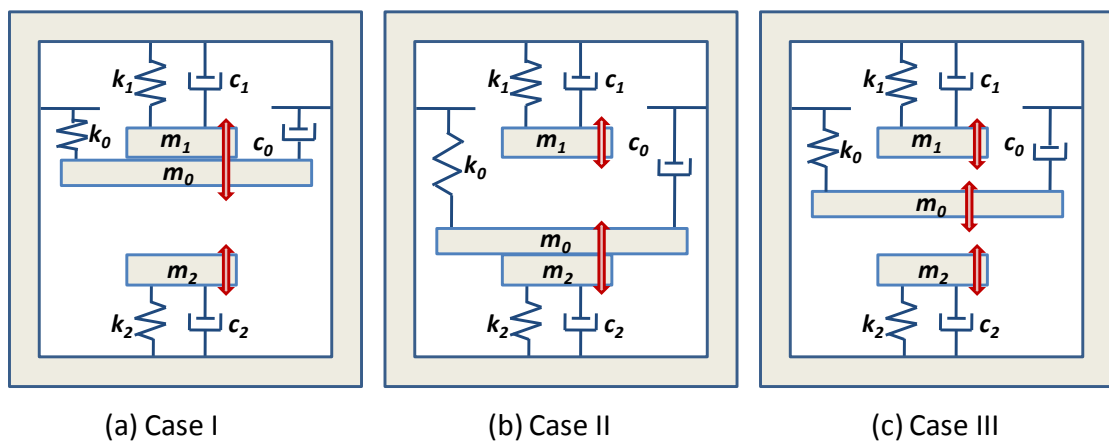 k1 c1
k0 m1 c0
m0
m2
k2 c2
(a) Case I
k1 c1
m1
k0 c0
m0
m2
k2 c2
(b) Case II
k1 c1
m1 c0
k0
m0
m2
k2 c2
(c) Case III